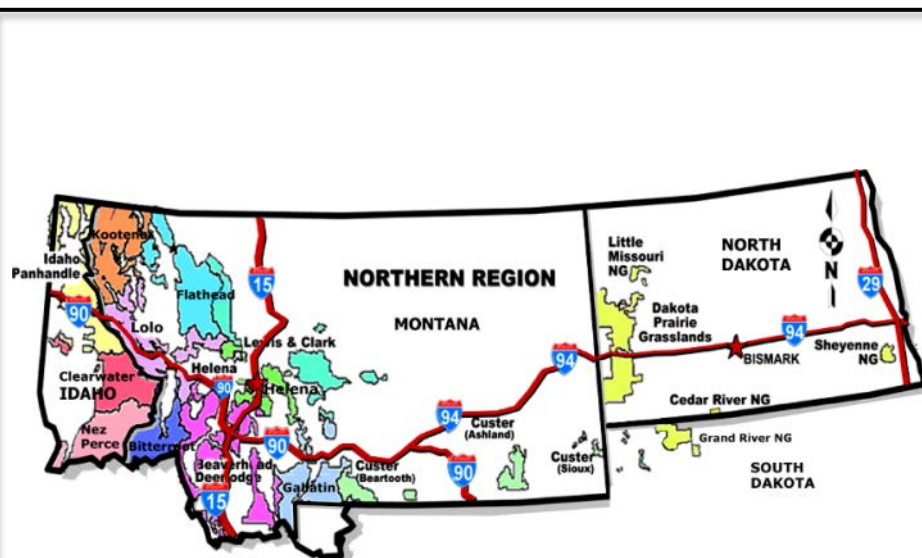 Kootenai
Idaho
Panhandle
90
Lolo
Flathead
15
NORTHERN REGION
MONTANA
Lewis & Clark
Helena
90
Helena
Clearwater
IDAHO
Nez
Perce
Bitterroot
Beaverhead
Deerlodge
15
90
Gallatin
Custer
(Beartooth)
90
94
Custer
(Ashland)
94
Custer
(Sioux)
Little
Missouri
NG
NORTH
DAKOTA
N
29
Dakota
Prairie
Grasslands
94
BISMARK
Sheyenne
NG
Cedar River NG
Grand River NG
SOUTH
DAKOTA